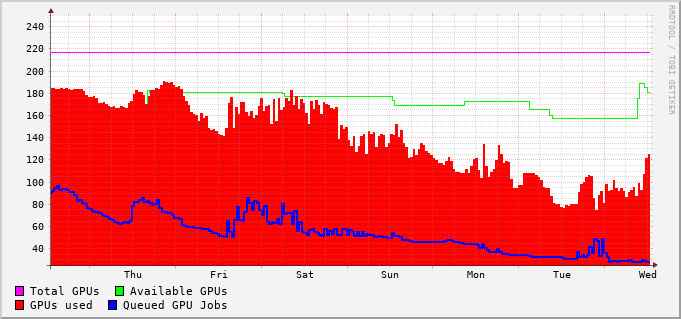 240
220
200
180
160
140
120
100
80
60
40
Thu Fri Sat Sun Mon Tue Wed
Total GPUs Available GPUs
GPUs used Queued GPU Jobs
RRDTOOL / TOBI OETIKER